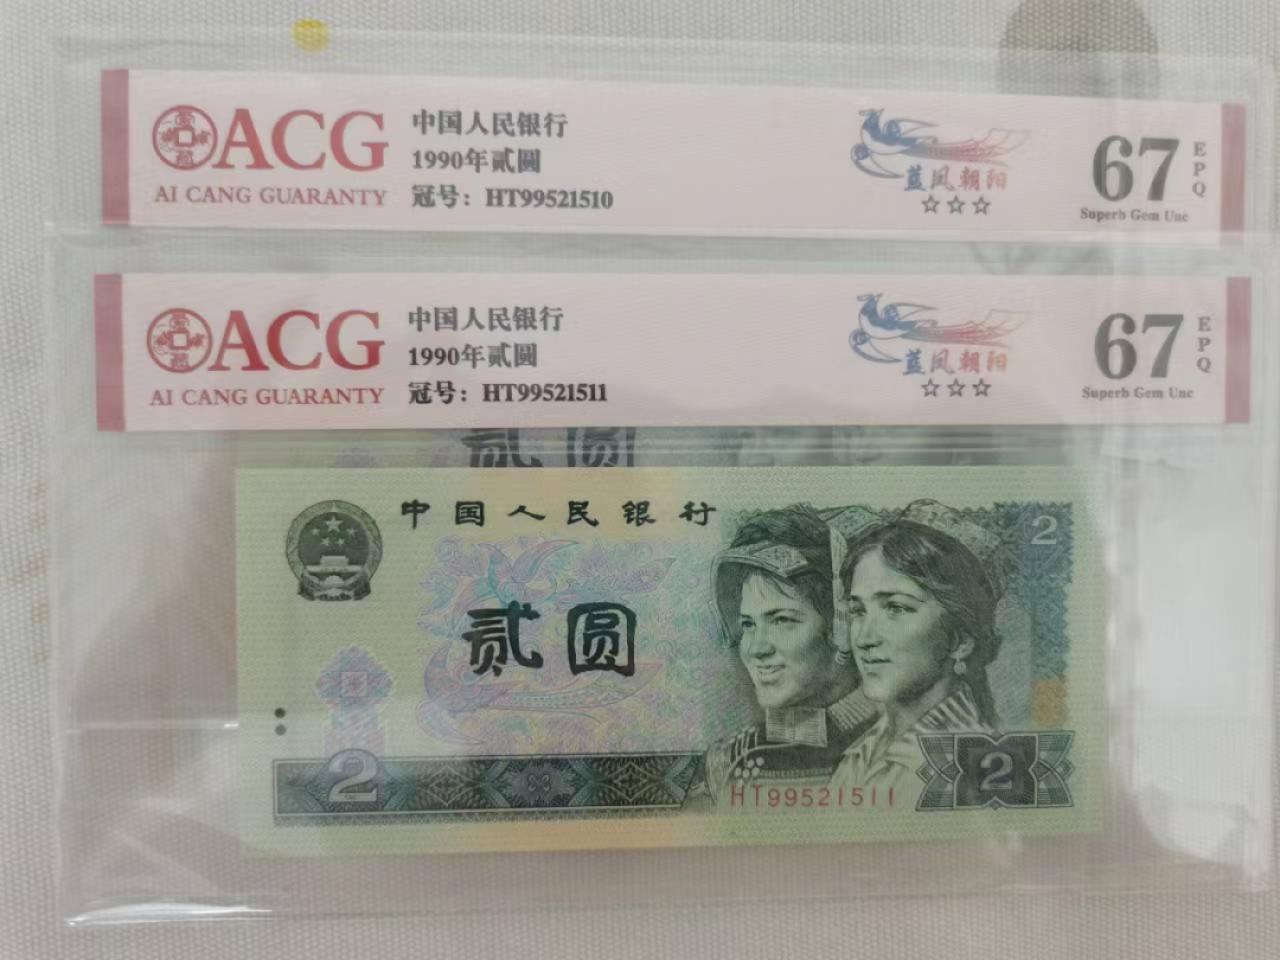 ACG
AI CANG GUARANTY
中国人民银行
1990年贰圆
冠号：HT99521510
蓝凤朝阳
☆☆☆
67
EPQ
Superb Gem Unc
ACG
AI CANG GUARANTY
中国人民银行
1990年贰圆
冠号：HT99521511
蓝凤朝阳
☆☆☆
67
EPQ
Superb Gem Unc
贰圆
中国人民银行
2
贰圆
2
HT99521511
2